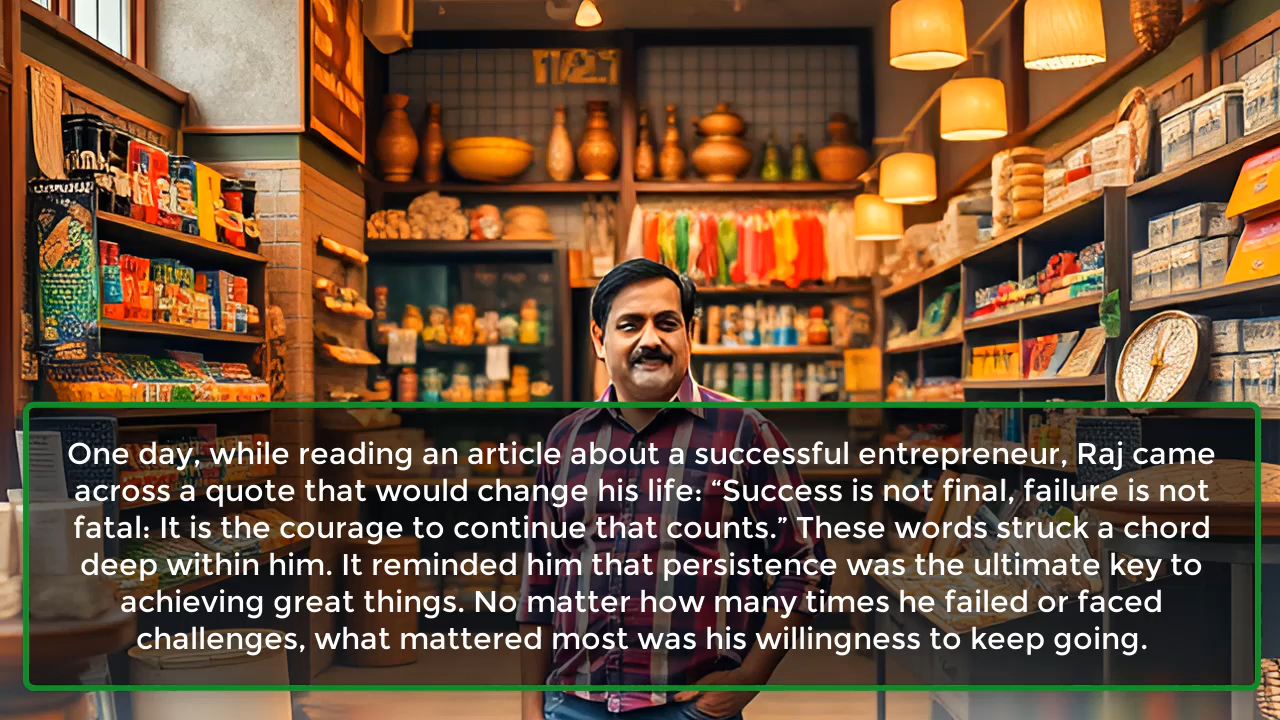 One day, while reading an article about a successful entrepreneur, Raj came
across a quote that would change his life: “Success is not final, failure is not
fatal: It is the courage to continue that counts.” These words struck a chord
deep within him. It reminded him that persistence was the ultimate key to
achieving great things. No matter how many times he failed or faced
challenges, what mattered most was his willingness to keep going.